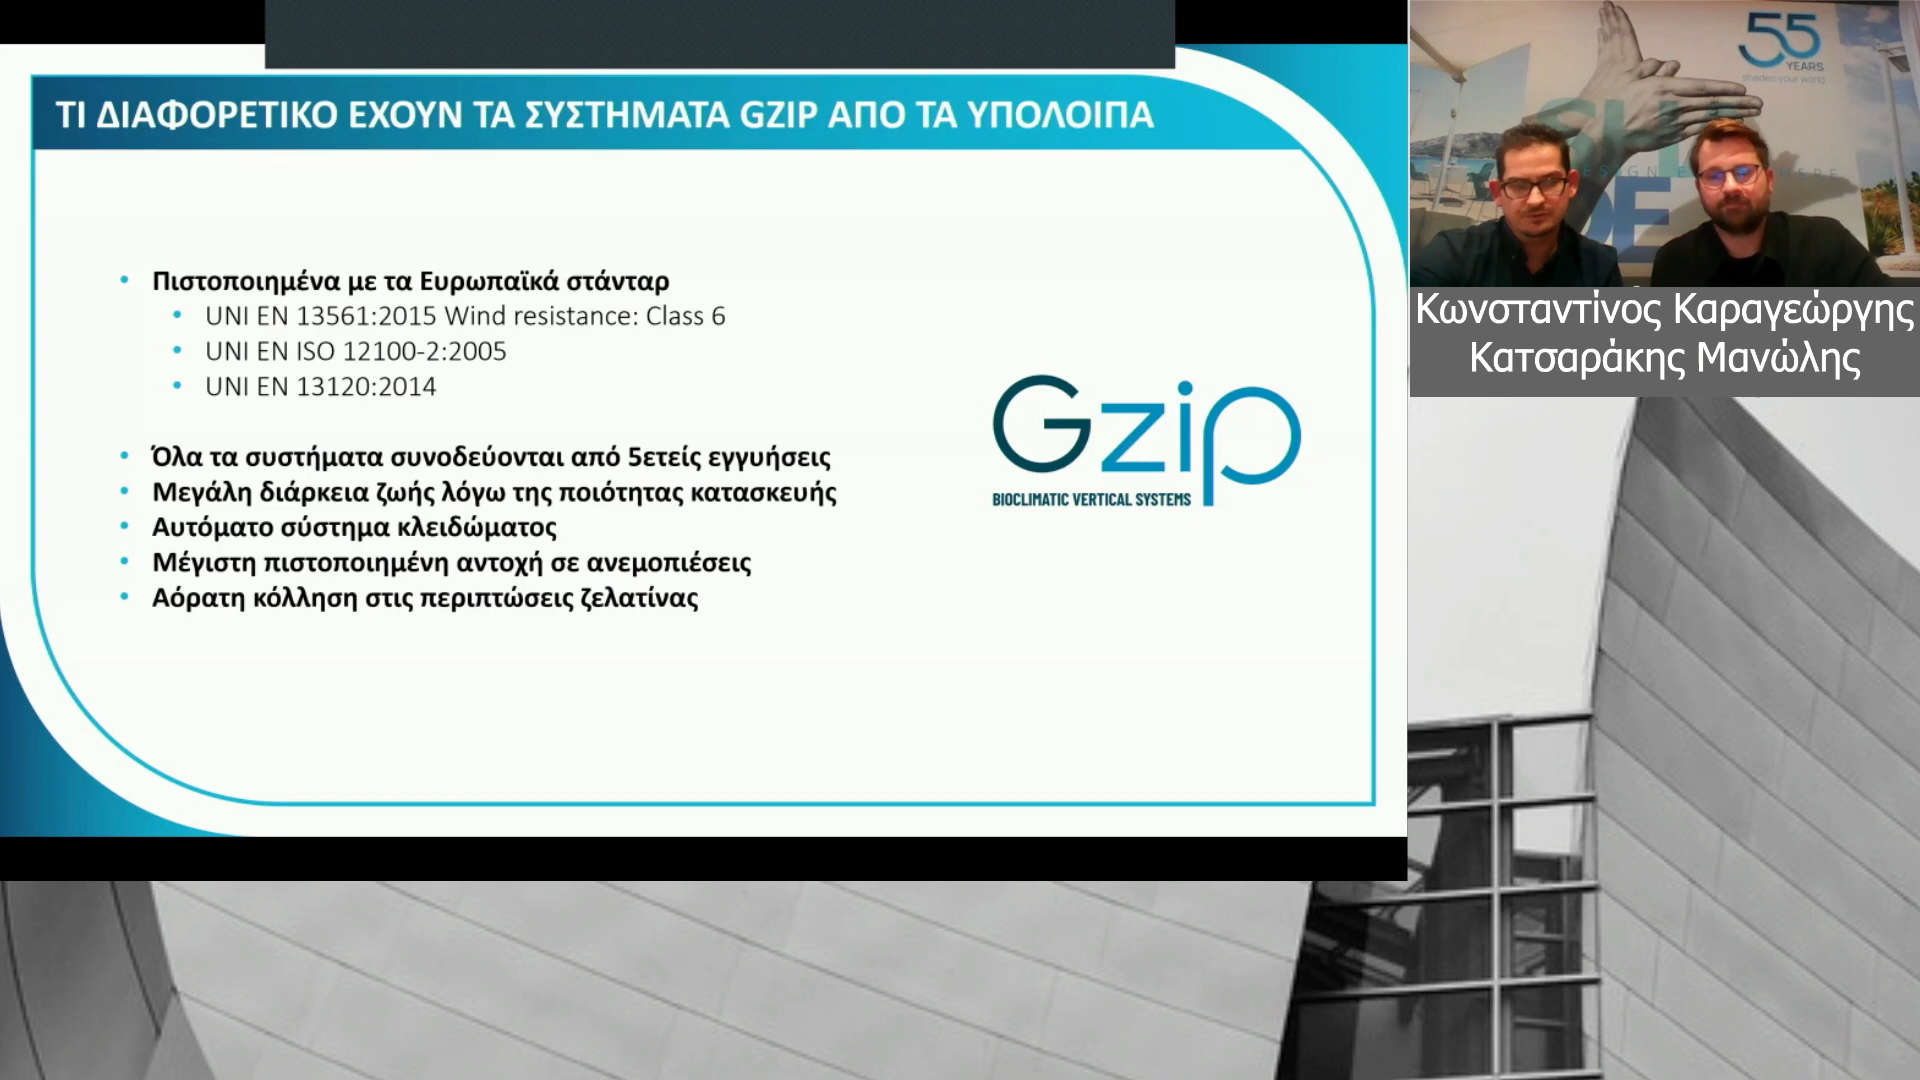 ΤΙ ΔΙΑΦΟΡΕΤΙΚΟ ΕΧΟΥΝ ΤΑ ΣΥΣΤΗΜΑΤΑ GZIP ΑΠΟ ΤΑ ΥΠΟΛΟΙΠΑ
• Πιστοποιημένα με τα Ευρωπαϊκά στάνταρ
• UNI EN 13561:2015 Wind resistance: Class 6
• UNI EN ISO 12100-2:2005
• UNI EN 13120:2014
• Όλα τα συστήματα συνοδεύονται από 5ετείς εγγυήσεις
• Μεγάλη διάρκεια ζωής λόγω της ποιότητας κατασκευής
• Αυτόματο σύστημα κλειδώματος
• Μέγιστη πιστοποιημένη αντοχή σε ανεμοπιέσεις
• Αόρατη κόλληση στις περιπτώσεις ζελατίνας
Gzip
BIOCLIMATIC VERTICAL SYSTEMS
55
YEARS
shades your world
Κωνσταντίνος Καραγεώργης
Κατσαράκης Μανώλης